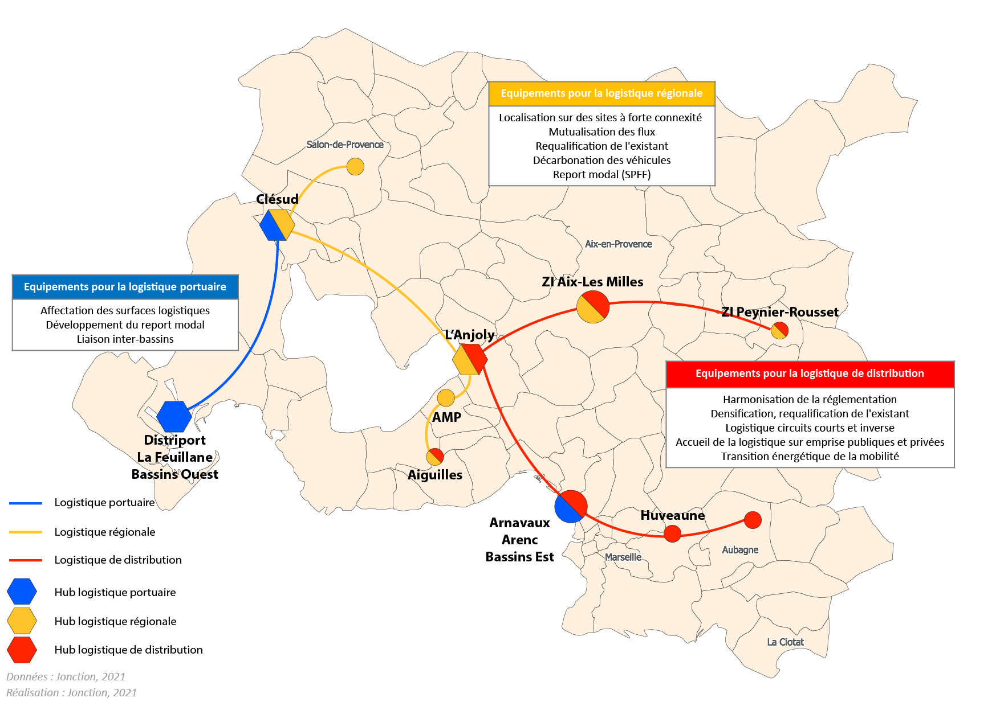 Equipements pour la logistique régionale
Localisation sur des sites à forte connexité
Mutualisation des flux
Requalification de l'existant
Décarbonation des véhicules
Report modal (SPFF)
Salon-de-Provence
Clésud
Aix-en-Provence
Equipements pour la logistique portuaire
Affectation des surfaces logistiques
Développement du report modal
Liaison inter-bassins
ZI Aix-Les Milles
ZI Peynier-Rousset
L'Anjoly
Equipements pour la logistique de distribution
Harmonisation de la réglementation
Densification, requalification de l'existant
Logistique circuits courts et inverse
Accueil de la logistique sur emprise publiques et privées
Transition énergétique de la mobilité
AMP
Distriport
La Feuillane
Bassins Ouest
Aiguilles
Huveaune
Arnavaux
Arenc
Bassins Est
Marseille
Aubagne
La Ciotat
Logistique portuaire
Logistique régionale
Logistique de distribution
Hub logistique portuaire
Hub logistique régionale
Hub logistique de distribution
Données : Jonction, 2021
Réalisation : Jonction, 2021